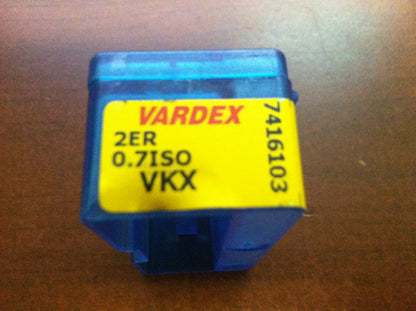 VARDEX
2ER
0.7ISO
VKX
7416103